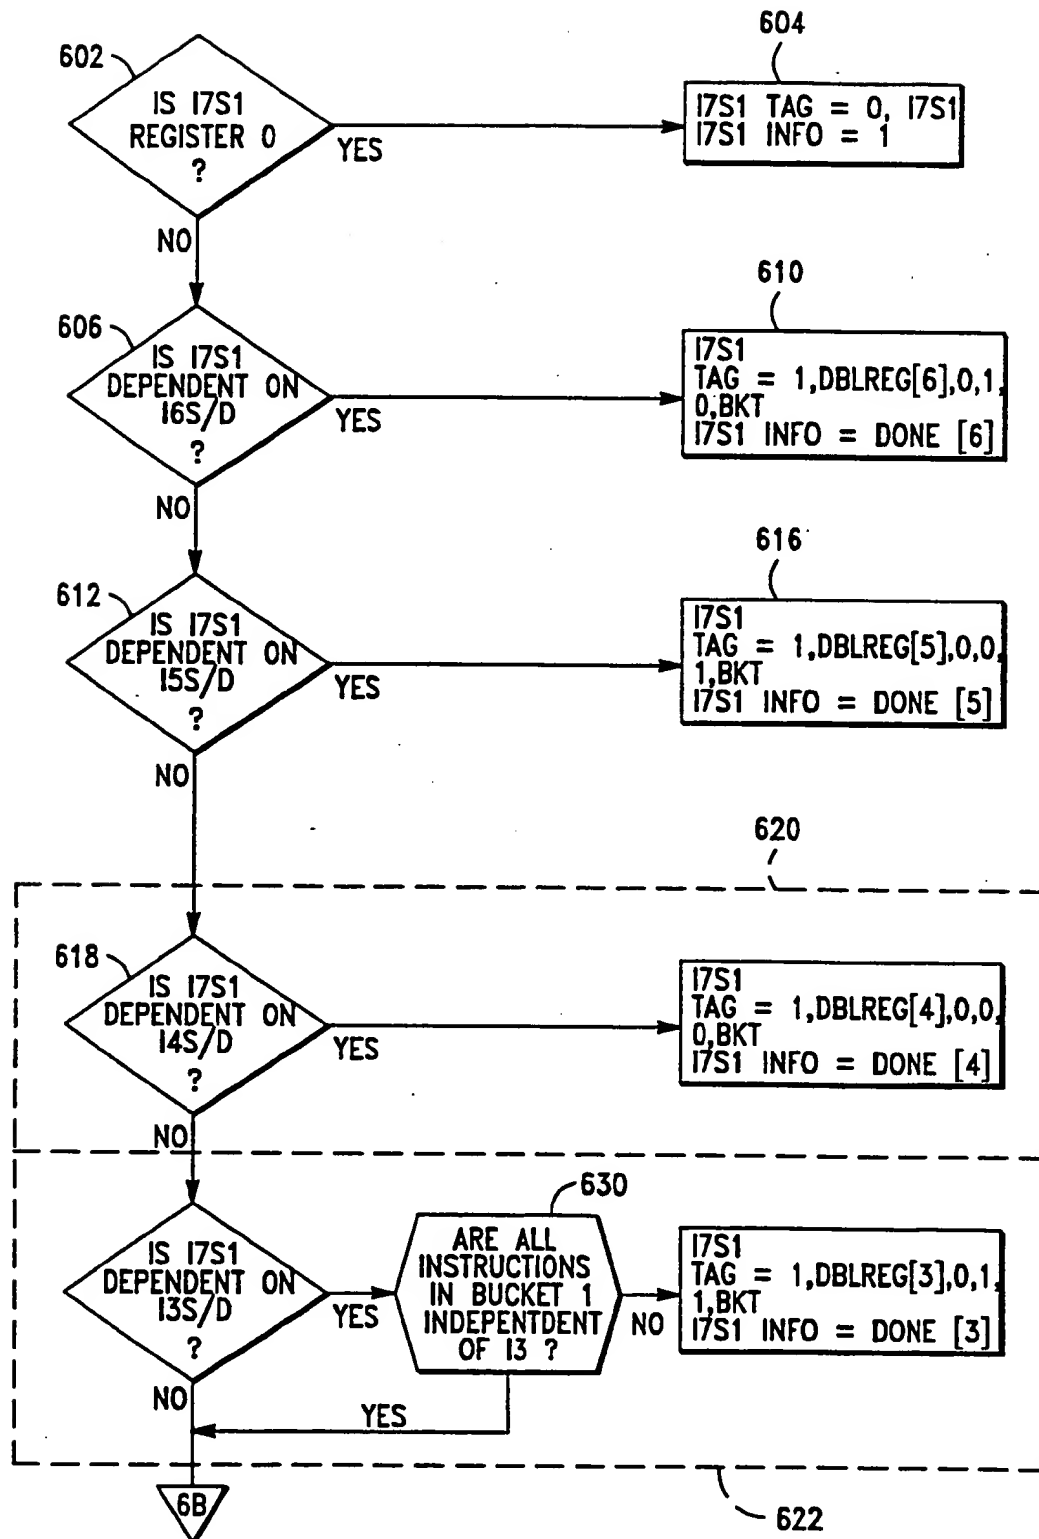 602
IS I7S1
REGISTER 0
?
YES
NO
604
I7S1 TAG = 0, I7S1
I7S1 INFO = 1
606
IS I7S1
DEPENDENT ON
I6S/D
?
YES
NO
610
I7S1
TAG = 1,DBLREG[6],0,1,
0,BKT
I7S1 INFO = DONE [6]
612
IS I7S1
DEPENDENT ON
I5S/D
?
YES
NO
616
I7S1
TAG = 1,DBLREG[5],0,0,
1,BKT
I7S1 INFO = DONE [5]
620
618
IS I7S1
DEPENDENT ON
I4S/D
?
YES
NO
I7S1
TAG = 1,DBLREG[4],0,0,
0,BKT
I7S1 INFO = DONE [4]
IS I7S1
DEPENDENT ON
I3S/D
?
YES
NO
630
ARE ALL
INSTRUCTIONS
IN BUCKET 1
INDEPENTDENT
OF I3 ?
NO
YES
I7S1
TAG = 1,DBLREG[3],0,1,
1,BKT
I7S1 INFO = DONE [3]
6B
622